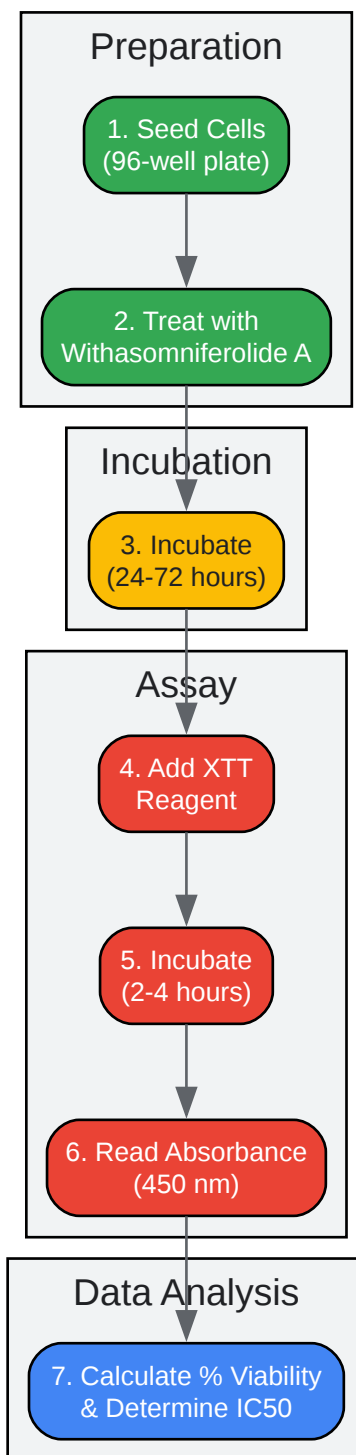 Preparation
1. Seed Cells
(96-well plate)
2. Treat with
Withasomniferolide A
Incubation
3. Incubate
(24-72 hours)
Assay
4. Add XTT
Reagent
5. Incubate
(2-4 hours)
6. Read Absorbance
(450 nm)
Data Analysis
7. Calculate % Viability
& Determine IC50